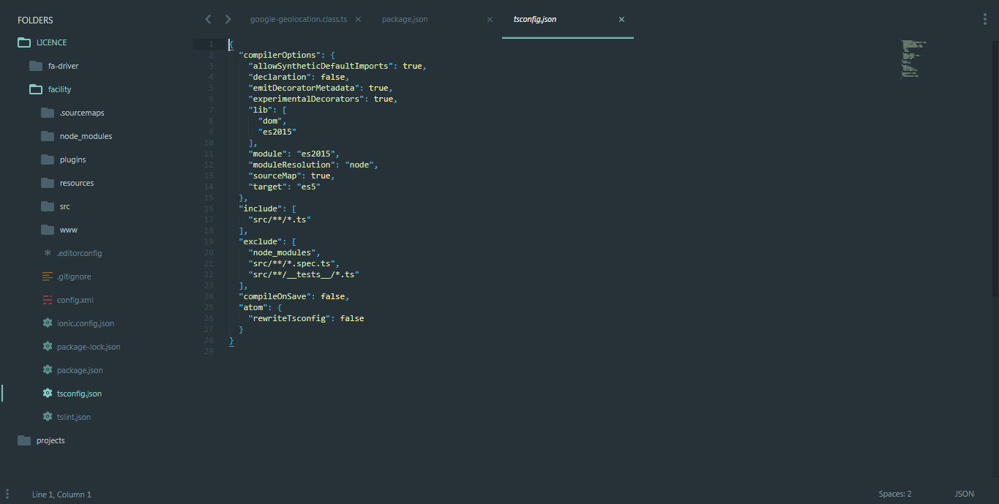 FOLDERS
LICENCE
fa-driver
facility
.sourcemaps
node_modules
plugins
resources
src
www
.editorconfig
.gitignore
config.xml
ionic.config.json
package-lock.json
package.json
tsconfig.json
tslint.json
projects
google-geolocation.class.ts
package.json
tsconfig.json
1 {
2 "compilerOptions": {
3 "allowSyntheticDefaultImports": true,
4 "declaration": false,
5 "emitDecoratorMetadata": true,
6 "experimentalDecorators": true,
7 "lib": [
8 "dom",
9 "es2015"
10 ],
11 "module": "es2015",
12 "moduleResolution": "node",
13 "sourceMap": true,
14 "target": "es5"
15 },
16 "include": [
17 "src/**/*.ts"
18 ],
19 "exclude": [
20 "node_modules",
21 "src/**/*.spec.ts",
22 "src/**/__tests__/*.ts"
23 ],
24 "compileOnSave": false,
25 "atom": {
26 "rewriteTsconfig": false
27 }
28 }
29
Line 1, Column 1
Spaces: 2
JSON